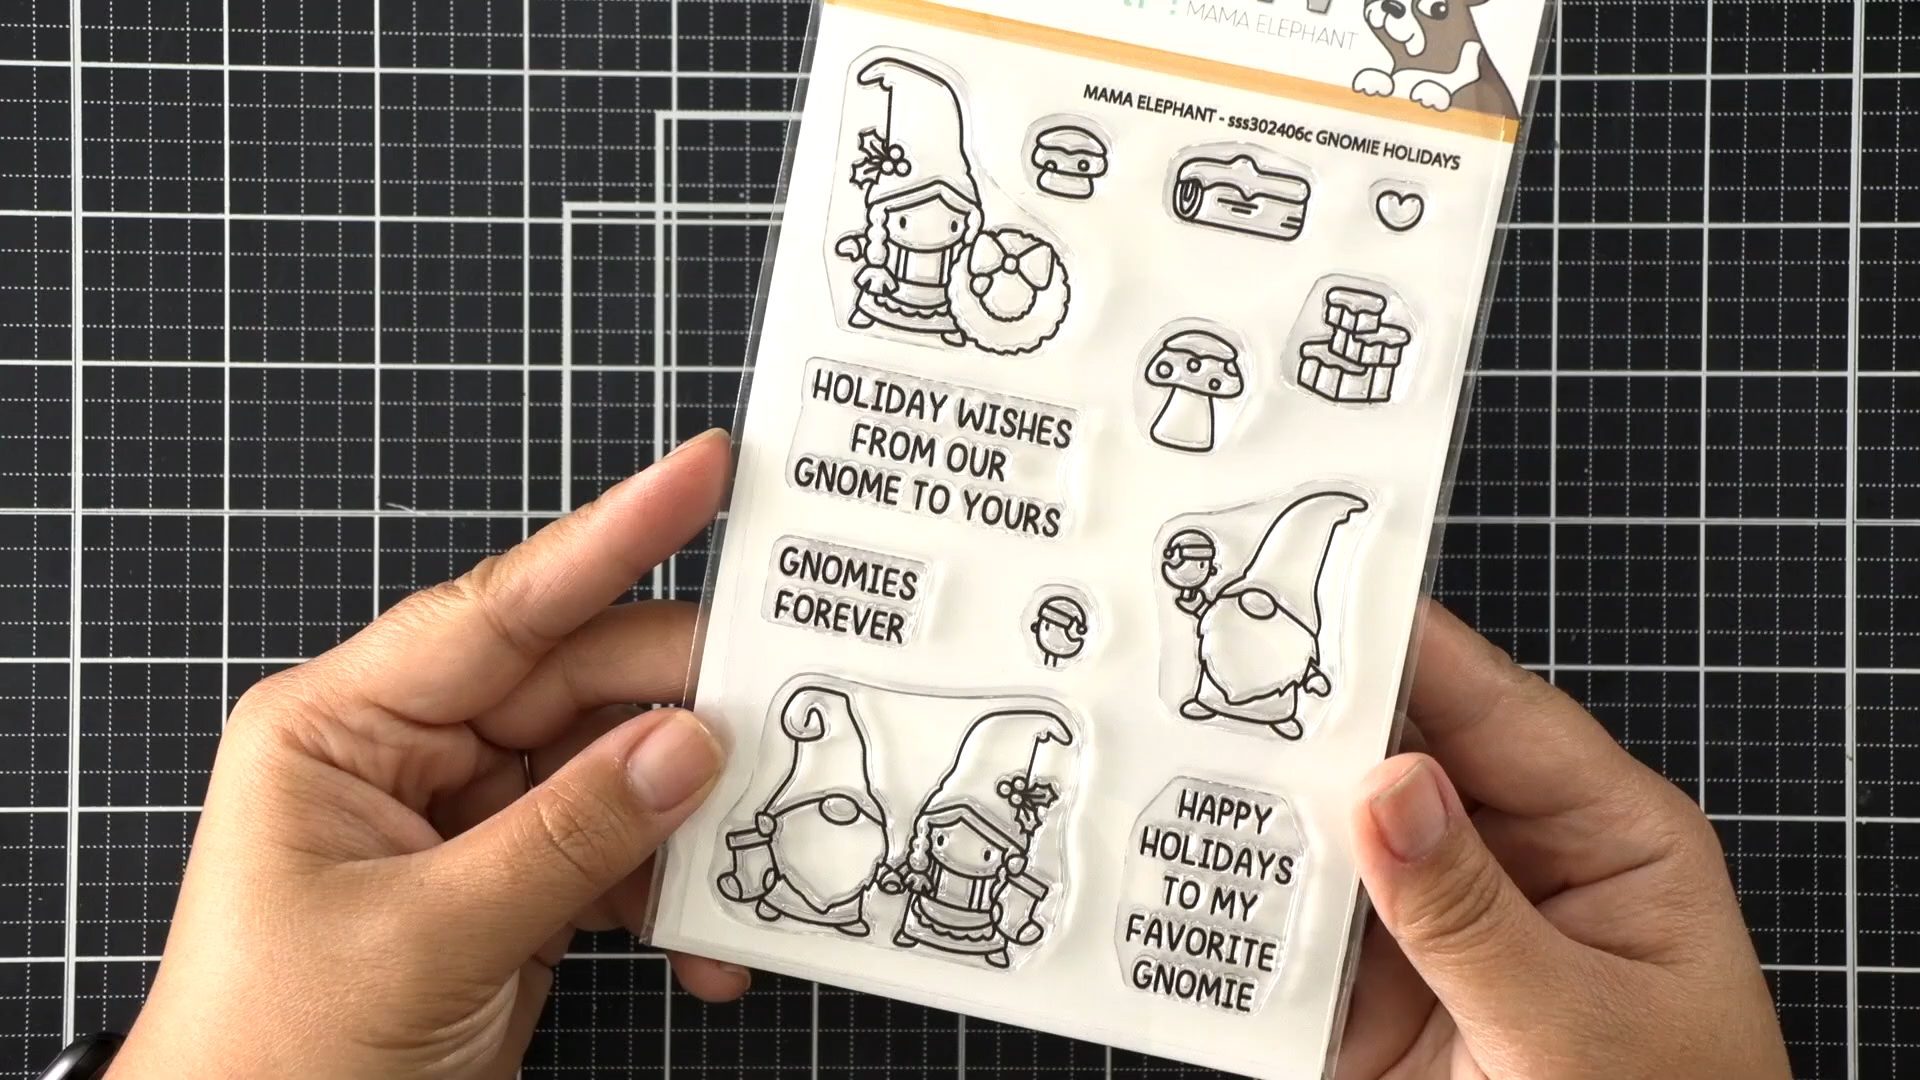 MAMA ELEPHANT
MAMA ELEPHANT - sss302406c GNOMIE HOLIDAYS
HOLIDAY WISHES
FROM OUR
GNOME TO YOURS
GNOMIES
FOREVER
HAPPY
HOLIDAYS
TO MY
FAVORITE
GNOMIE